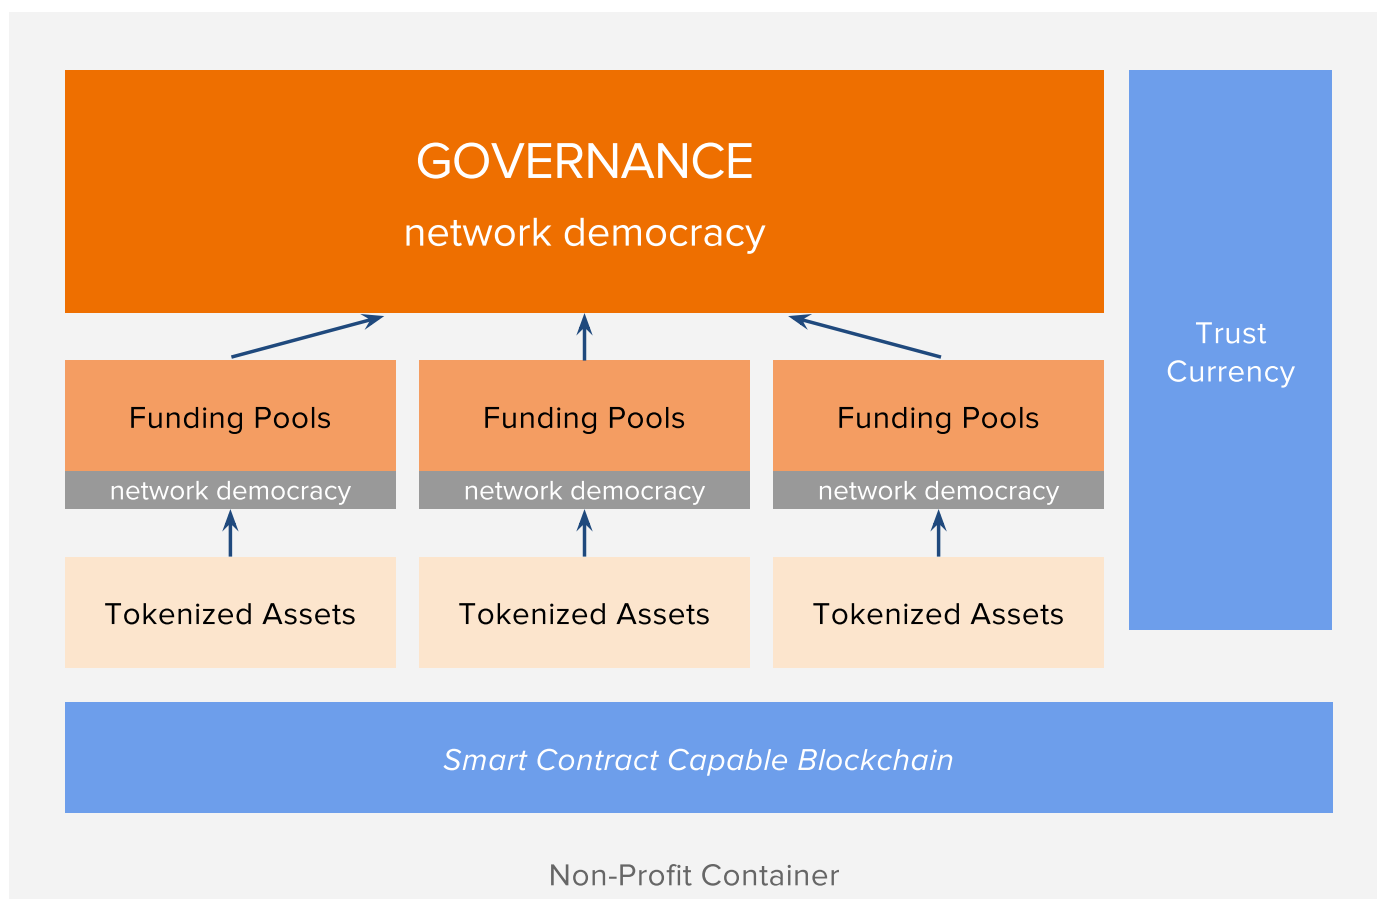 GOVERNANCE
network democracy
Trust
Currency
Funding Pools
Funding Pools
Funding Pools
network democracy
network democracy
network democracy
Tokenized Assets
Tokenized Assets
Tokenized Assets
Smart Contract Capable Blockchain
Non-Profit Container